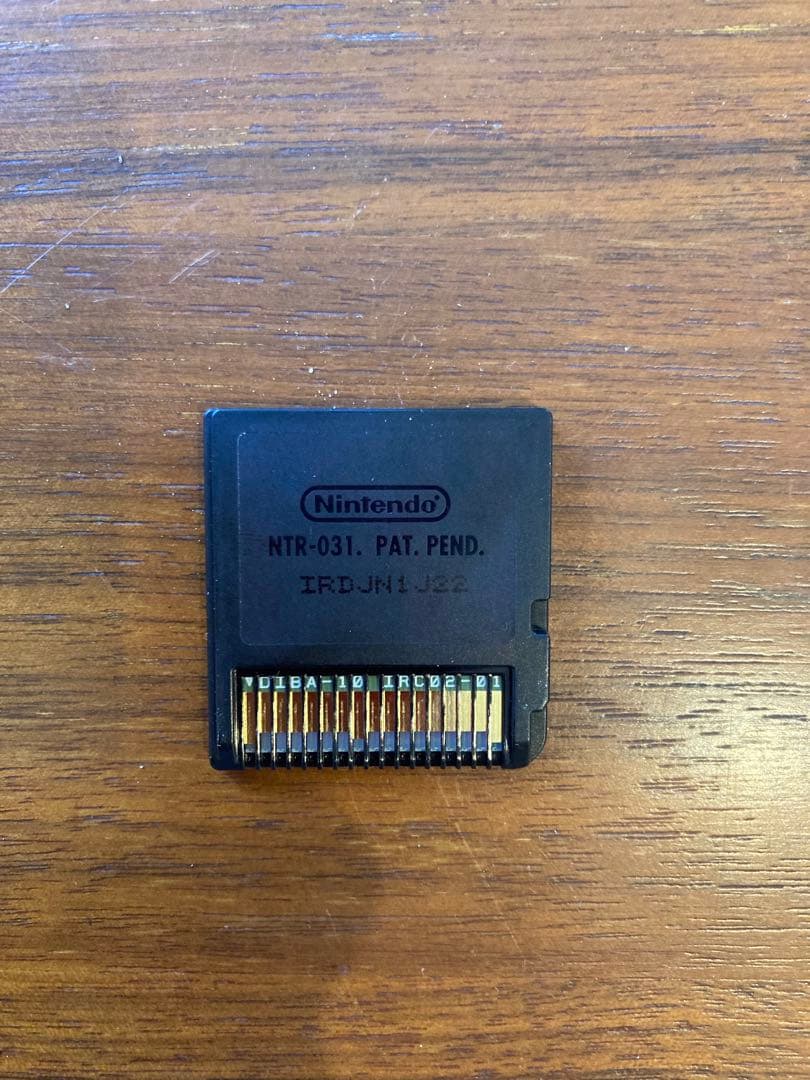 Nintendo®
NTR-031. PAT. PEND.
IRDJN1J22
▼DIBA-10 IRC02-01